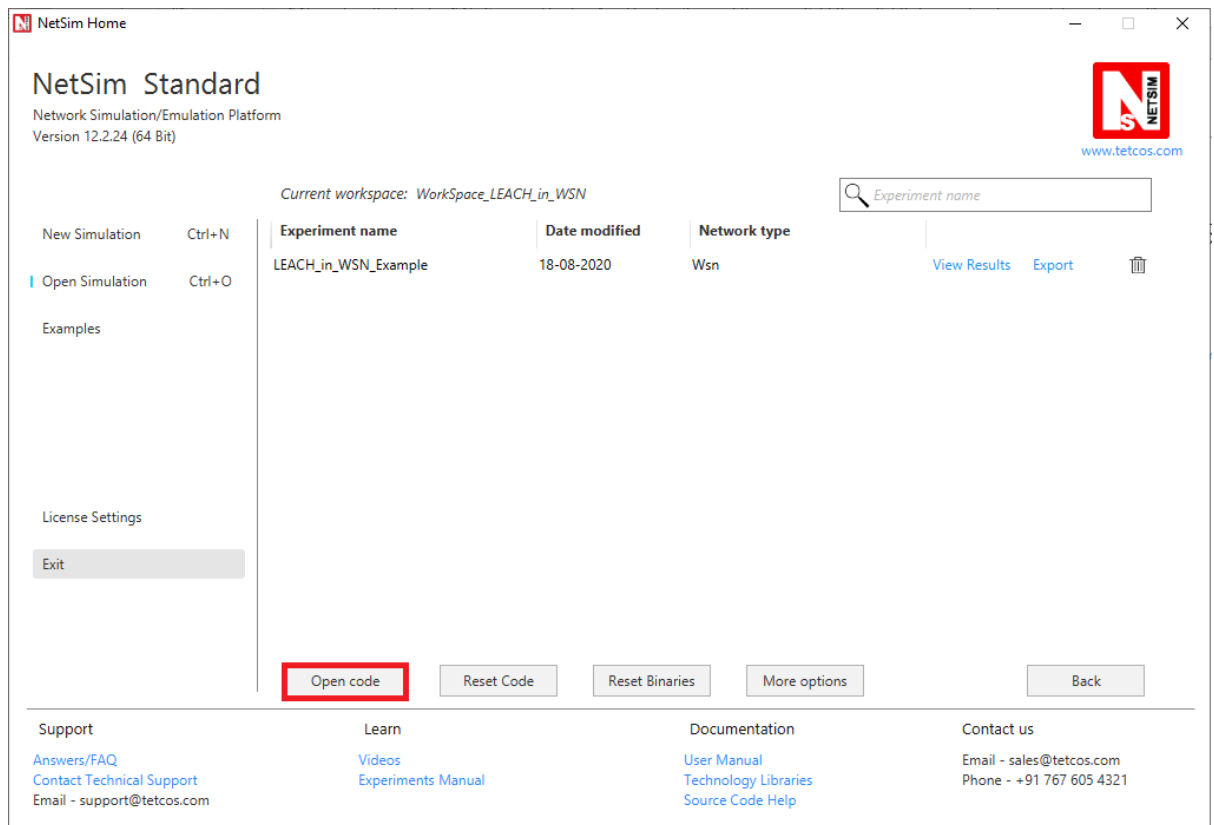 NetSim Home
NetSim Standard
Network Simulation/Emulation Platform
Version 12.2.24 (64 Bit)
N
S
NETSIM
www.tetcos.com
Current workspace: WorkSpace_LEACH_in_WSN
Experiment name
New Simulation Ctrl+N
Open Simulation Ctrl+O
Examples
License Settings
Exit
Experiment name Date modified Network type
LEACH_in_WSN_Example 18-08-2020 Wsn View Results Export
Open code Reset Code Reset Binaries More options Back
Support
Answers/FAQ
Contact Technical Support
Email - support@tetcos.com
Learn
Videos
Experiments Manual
Documentation
User Manual
Technology Libraries
Source Code Help
Contact us
Email - sales@tetcos.com
Phone - +91 767 605 4321